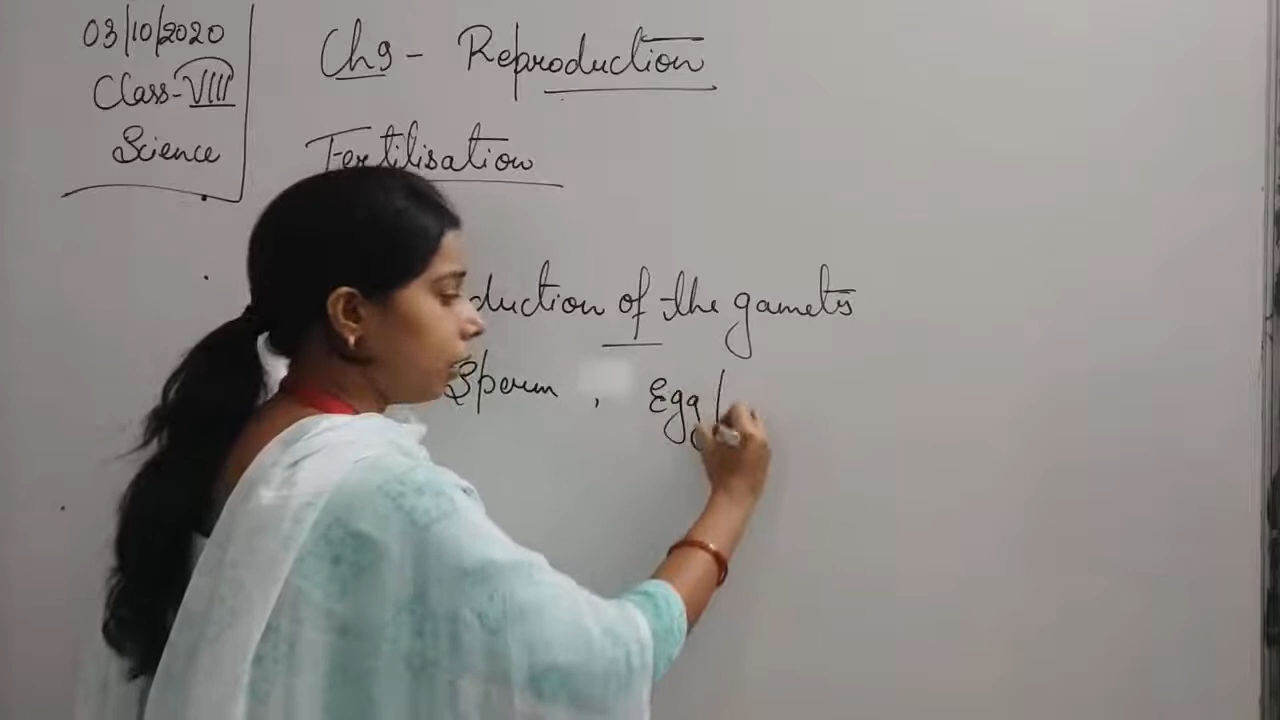 03/10/2020
Class-VIII
Science
Ch9- Reproduction
Fertilisation
duction of the gamets
Sperm , Egg /